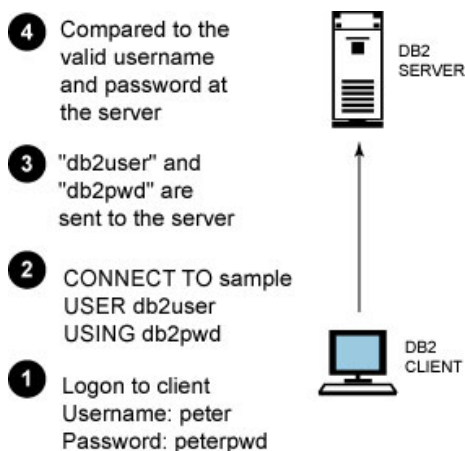 4 Compared to the
valid username
and password at
the server
DB2
SERVER
3 "db2user" and
"db2pwd" are
sent to the server
2 CONNECT TO sample
USER db2user
USING db2pwd
DB2
CLIENT
1 Logon to client
Username: peter
Password: peterpwd